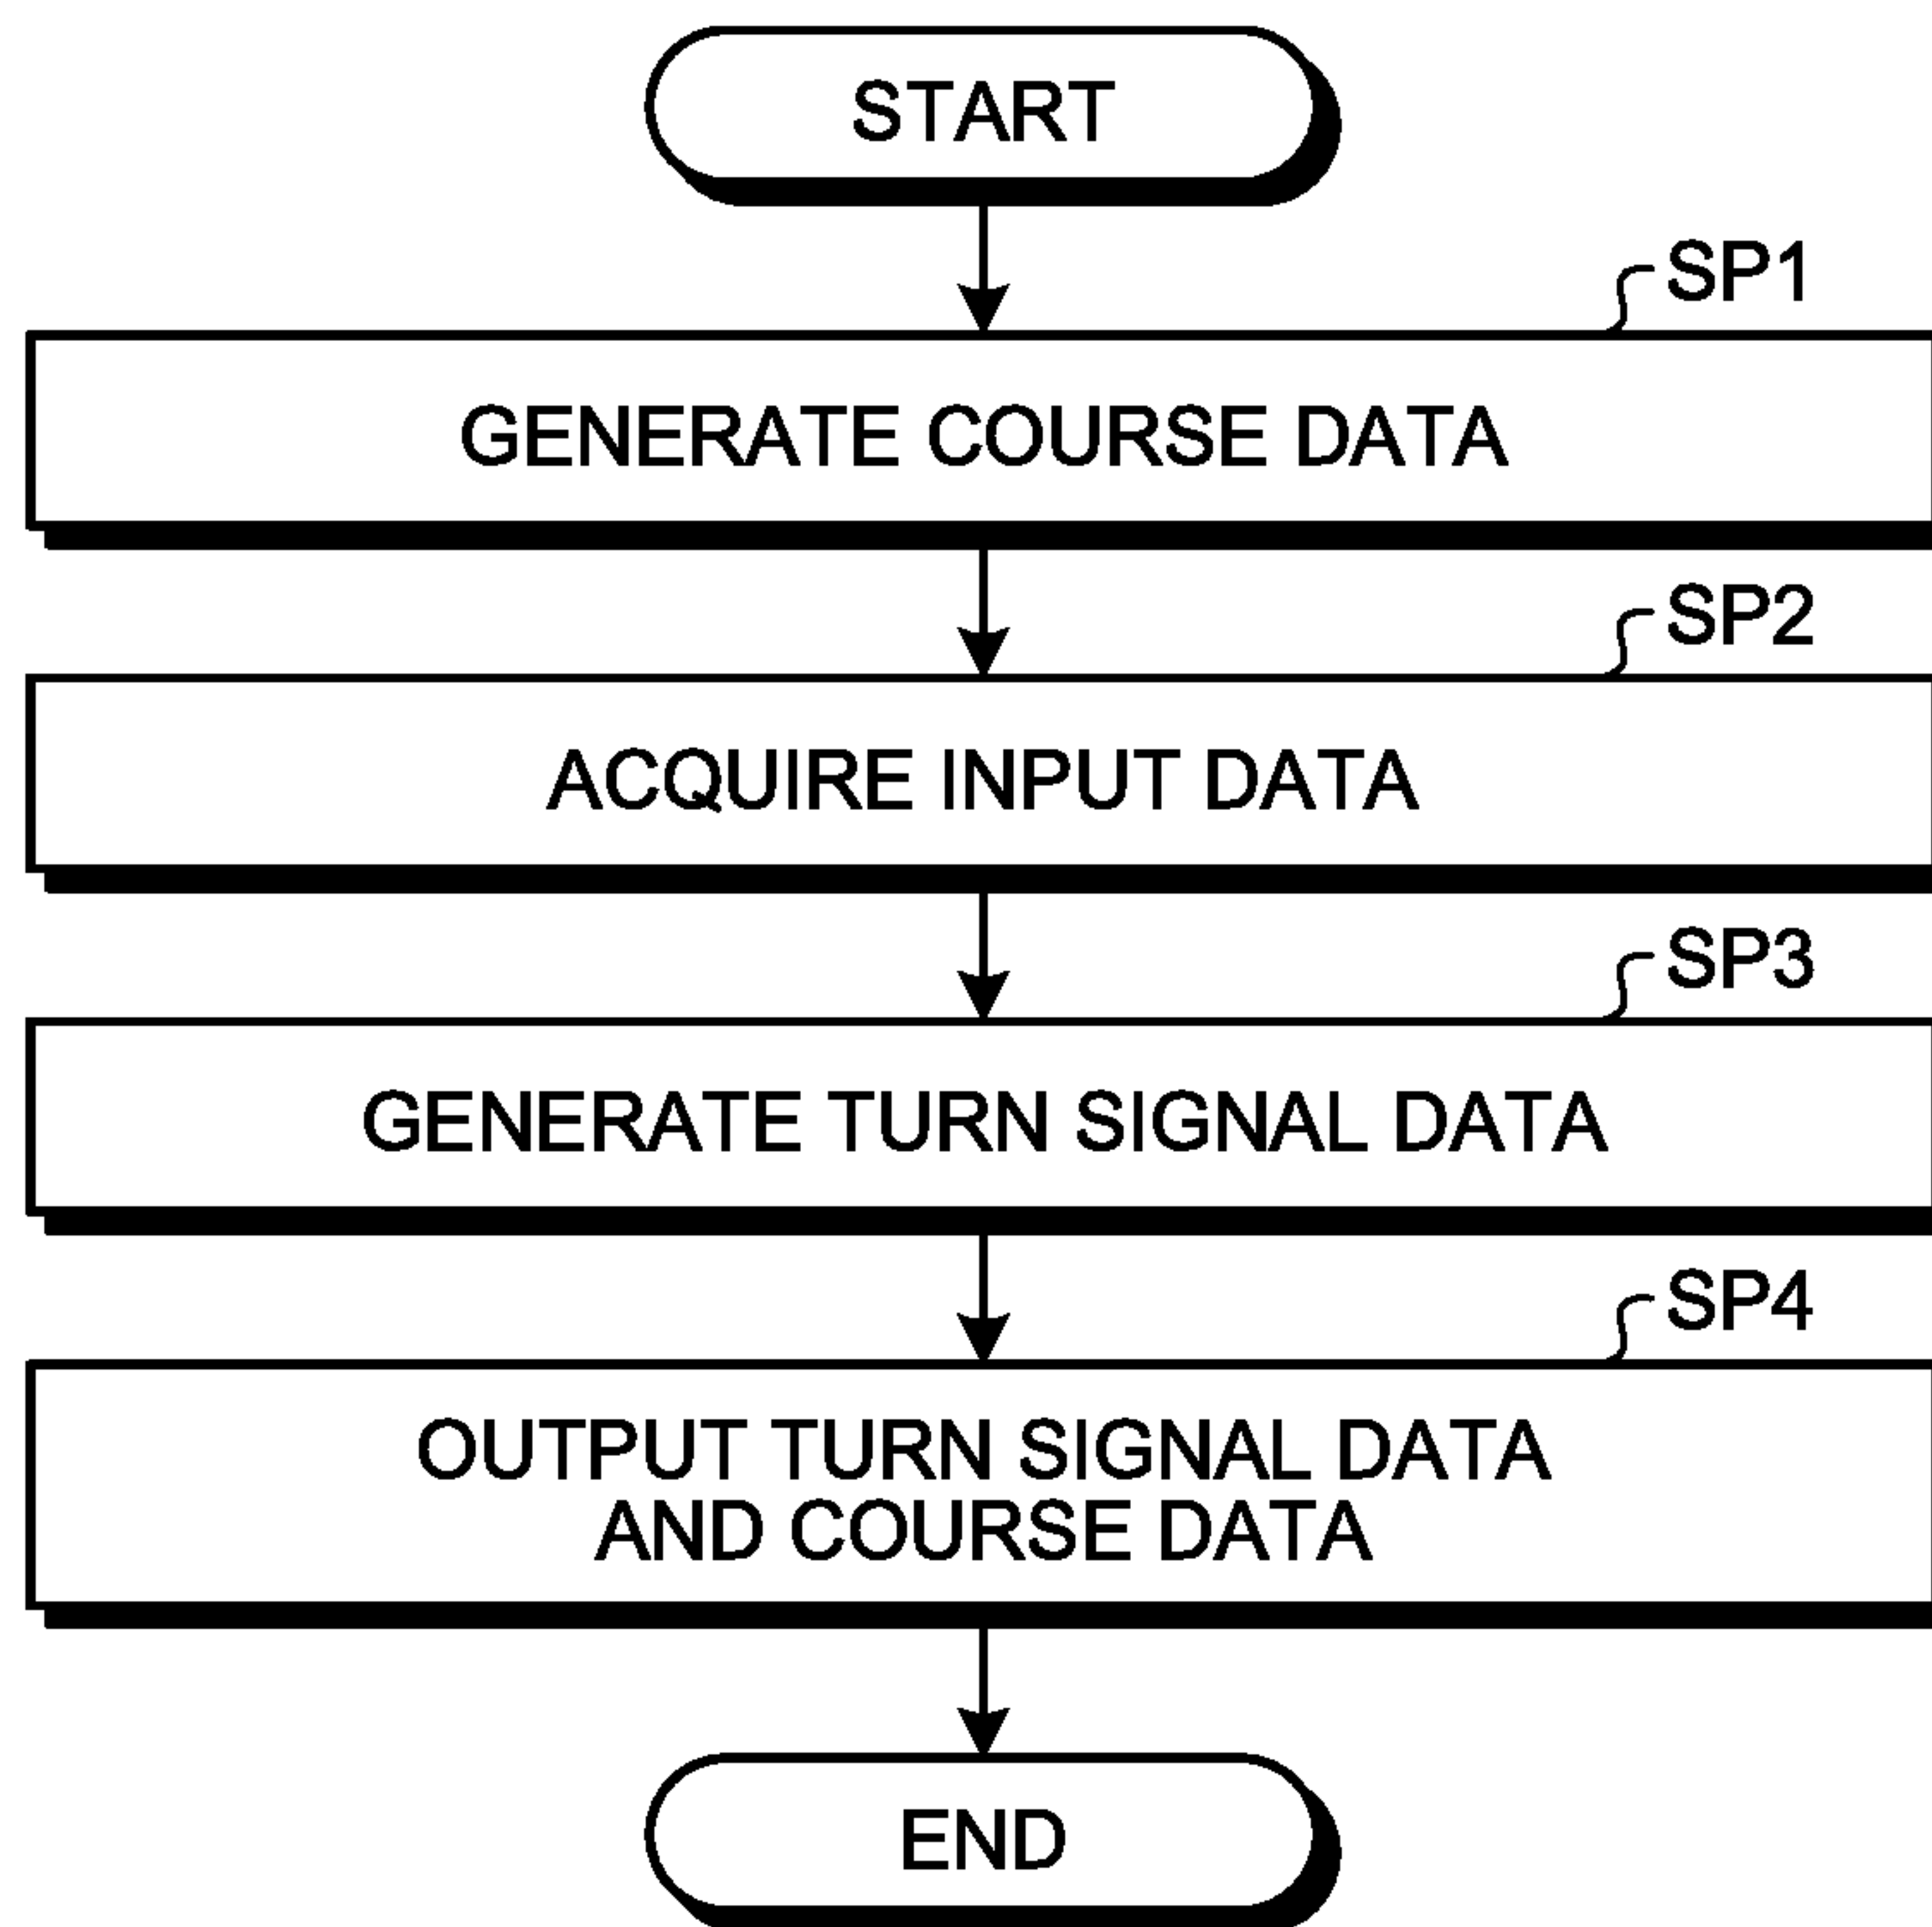 START
SP1
GENERATE COURSE DATA
SP2
ACQUIRE INPUT DATA
SP3
GENERATE TURN SIGNAL DATA
SP4
OUTPUT TURN SIGNAL DATA
AND COURSE DATA
END